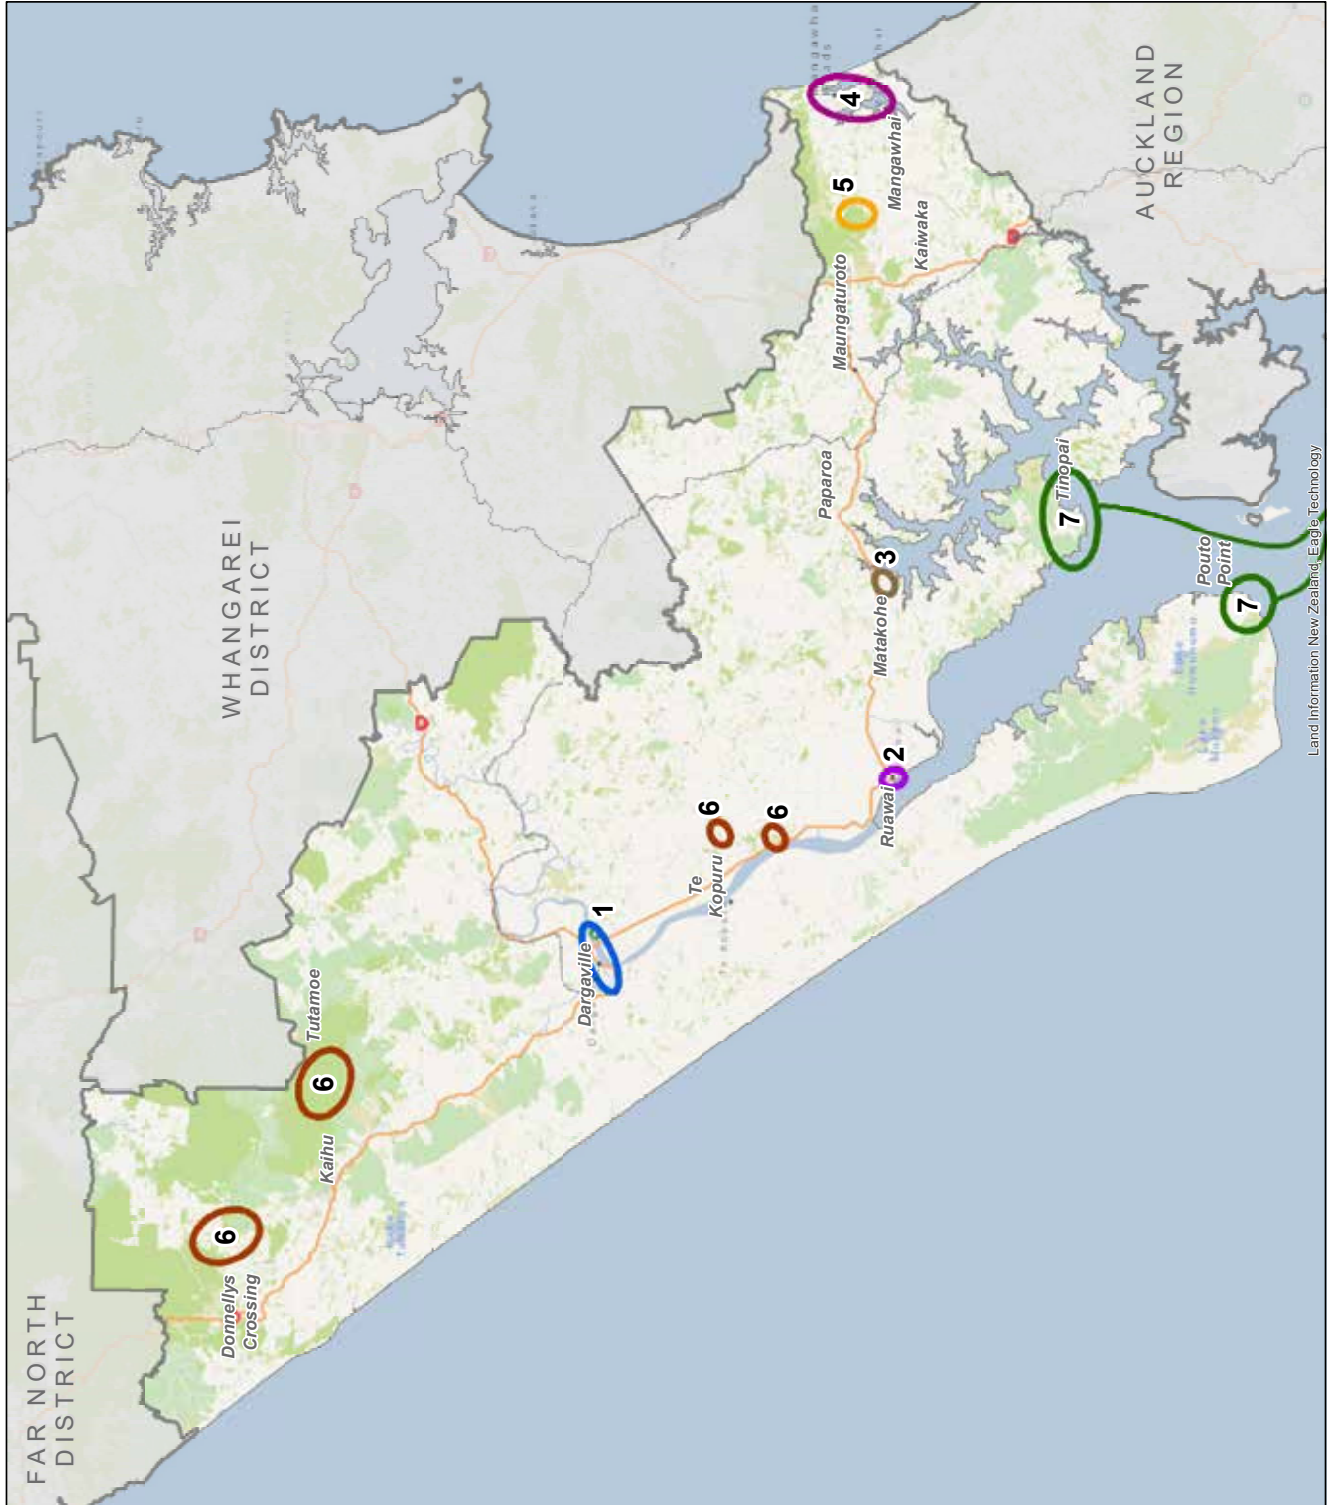 FAR NORTH
DISTRICT
WHANGAREI
DISTRICT
AUCKLAND
REGION
Donnellys
Crossing
6
Kaihu
6
Tutamoe
Dargaville
1
Te
Kopuru
6
6
Ruawai
2
Matakohe
3
Paparoa
Maungaturoto
Kaiwaka
Mangawhai
5
4
7
Tinopai
Pouto
Point
7
Land Information New Zealand, Eagle Technology